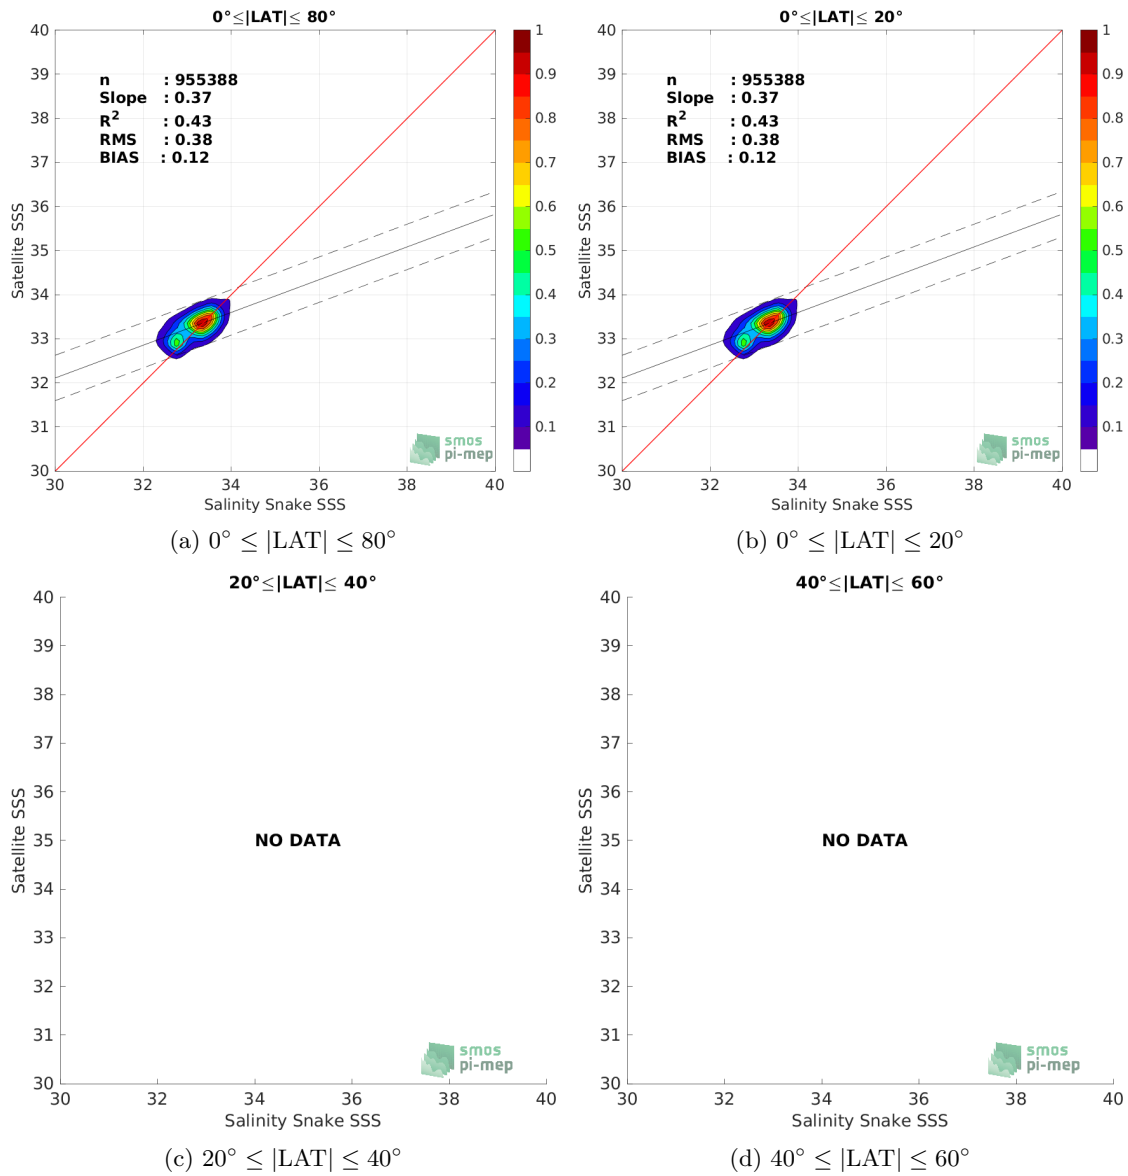 0°≤|LAT|≤ 80°
40
39
38
37
36
35
34
33
32
31
30
Satellite SSS
n : 955388
Slope : 0.37
R2 : 0.43
RMS : 0.38
BIAS : 0.12
smos
pi-mep
30 32 34 36 38 40
Salinity Snake SSS
1
0.9
0.8
0.7
0.6
0.5
0.4
0.3
0.2
0.1
(a) 0° ≤ |LAT| ≤ 80°
0°≤|LAT|≤ 20°
40
39
38
37
36
35
34
33
32
31
30
Satellite SSS
n : 955388
Slope : 0.37
R2 : 0.43
RMS : 0.38
BIAS : 0.12
smos
pi-mep
30 32 34 36 38 40
Salinity Snake SSS
1
0.9
0.8
0.7
0.6
0.5
0.4
0.3
0.2
0.1
(b) 0° ≤ |LAT| ≤ 20°
20°≤|LAT|≤ 40°
40
39
38
37
36
35
34
33
32
31
30
Satellite SSS
NO DATA
smos
pi-mep
30 32 34 36 38 40
Salinity Snake SSS
(c) 20° ≤ |LAT| ≤ 40°
40°≤|LAT|≤ 60°
40
39
38
37
36
35
34
33
32
31
30
Satellite SSS
NO DATA
smos
pi-mep
30 32 34 36 38 40
Salinity Snake SSS
(d) 40° ≤ |LAT| ≤ 60°